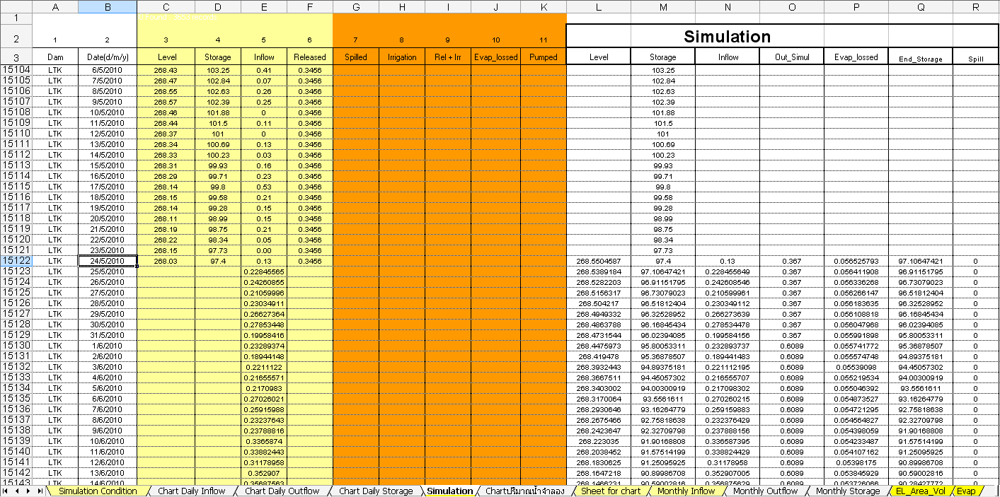 A B C D E F G H I J K L M N O P Q R
1
2 1 2 3 4 5 6 7 8 9 10 11 Simulation
3 Dam Date(d/m/y) Level Storage Inflow Released Spilled Irrigation Rel + Irr Evap_lossed Pumped Level Storage Inflow Out_Simul Evap_lossed End_Storage Spill
15104 LTK 6/5/2010 268.43 103.25 0.41 0.3456 103.25
15105 LTK 7/5/2010 268.47 102.84 0.07 0.3456 102.84
15106 LTK 8/5/2010 268.55 102.63 0.26 0.3456 102.63
15107 LTK 9/5/2010 268.57 102.39 0.25 0.3456 102.39
15108 LTK 10/5/2010 268.46 101.88 0 0.3456 101.88
15109 LTK 11/5/2010 268.44 101.5 0.11 0.3456 101.5
15110 LTK 12/5/2010 268.37 101 0 0.3456 101
15111 LTK 13/5/2010 268.34 100.69 0.13 0.3456 100.69
15112 LTK 14/5/2010 268.33 100.23 0.03 0.3456 100.23
15113 LTK 15/5/2010 268.31 99.93 0.16 0.3456 99.93
15114 LTK 16/5/2010 268.29 99.71 0.23 0.3456 99.71
15115 LTK 17/5/2010 268.14 99.8 0.53 0.3456 99.8
15116 LTK 18/5/2010 268.15 99.58 0.21 0.3456 99.58
15117 LTK 19/5/2010 268.14 99.28 0.15 0.3456 99.28
15118 LTK 20/5/2010 268.11 98.99 0.15 0.3456 98.99
15119 LTK 21/5/2010 268.19 98.75 0.21 0.3456 98.75
15120 LTK 22/5/2010 268.22 98.34 0.05 0.3456 98.34
15121 LTK 23/5/2010 268.15 97.73 0.00 0.3456 97.73
15122 LTK 24/5/2010 268.03 97.4 0.13 0.3456 268.5504587 97.4 0.13 0.367 0.056525793 97.10647421 0
15123 LTK 25/5/2010 0.22845565 268.5389184 97.10647421 0.228455649 0.367 0.056411908 96.91151795 0
15124 LTK 26/5/2010 0.24260855 268.5282203 96.91151795 0.242608546 0.367 0.056336268 96.73079023 0
15125 LTK 27/5/2010 0.21059996 268.5156317 96.73079023 0.210599961 0.367 0.056266147 96.51812404 0
15126 LTK 28/5/2010 0.23034911 268.504217 96.51812404 0.230349112 0.367 0.056183635 96.32528952 0
15127 LTK 29/5/2010 0.26627364 268.4949332 96.32528952 0.266273639 0.367 0.056108818 96.16845434 0
15128 LTK 30/5/2010 0.27853448 268.4863788 96.16845434 0.278534478 0.367 0.056047968 96.02394085 0
15129 LTK 31/5/2010 0.19958416 268.4731544 96.02394085 0.199584156 0.367 0.055991898 95.80053311 0
15130 LTK 1/6/2010 0.23289374 268.4475973 95.80053311 0.232893737 0.6089 0.055741772 95.36878507 0
15131 LTK 2/6/2010 0.18944148 268.419478 95.36878507 0.189441483 0.6089 0.055574748 94.89375181 0
15132 LTK 3/6/2010 0.2211122 268.3932443 94.89375181 0.221112195 0.6089 0.05539098 94.45057302 0
15133 LTK 4/6/2010 0.21655571 268.3667511 94.45057302 0.216555707 0.6089 0.055219534 94.00300919 0
15134 LTK 5/6/2010 0.2170983 268.3403002 94.00300919 0.217098302 0.6089 0.055046392 93.5561611 0
15135 LTK 6/6/2010 0.27026021 268.3170064 93.5561611 0.270260215 0.6089 0.054873527 93.16264779 0
15136 LTK 7/6/2010 0.25915988 268.2930646 93.16264779 0.259159883 0.6089 0.054721295 92.75818638 0
15137 LTK 8/6/2010 0.23237643 268.2675466 92.75818638 0.232376429 0.6089 0.054564827 92.32709798 0
15138 LTK 9/6/2010 0.23788816 268.2423647 92.32709798 0.237888156 0.6089 0.054398059 91.90168808 0
15139 LTK 10/6/2010 0.3365874 268.223035 91.90168808 0.336587395 0.6089 0.054233487 91.57514199 0
15140 LTK 11/6/2010 0.33882443 268.2038452 91.57514199 0.338824429 0.6089 0.054107162 91.25095925 0
15141 LTK 12/6/2010 0.31178958 268.1830625 91.25095925 0.31178958 0.6089 0.05398175 90.89986708 0
15142 LTK 13/6/2010 0.352907 268.1647218 90.89986708 0.352907005 0.6089 0.053845929 90.59002816 0
15143 LTK 14/6/2010 0.35687563 268.1466231 90.59002816 0.356875629 0.6089 0.053726066 90.28427772 0
Simulation Condition Chart Daily Inflow Chart Daily Outflow Chart Daily Storage Simulation Chartปริมาณน้ำจำลอง Sheet for chart Monthly Inflow Monthly Outflow Monthly Storage EL_Area_Vol Evap